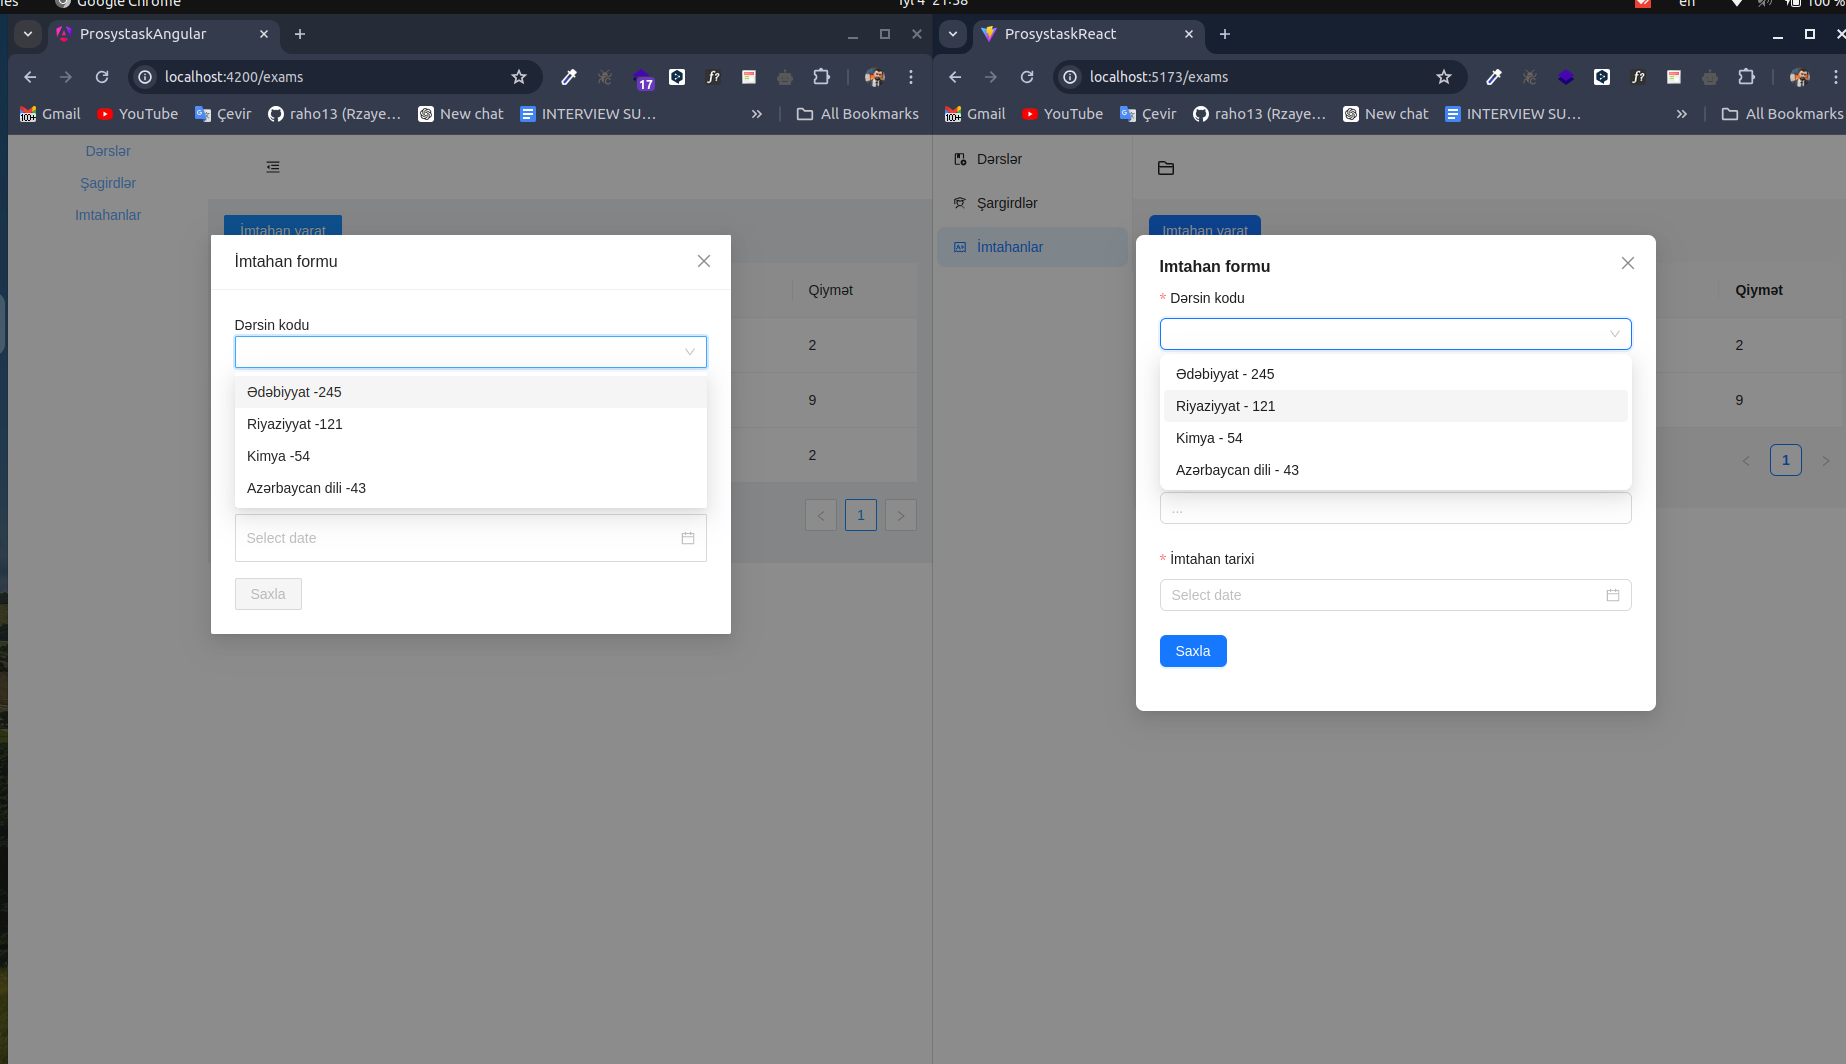 Google Chrome
İyl 4 21:38
en
100 %
ProsystaskAngular
localhost:4200/exams
17
f?
Gmail
YouTube
Çevir
raho13 (Rzaye...
New chat
INTERVIEW SU...
»
All Bookmarks
Dərslər
Şagirdlər
Imtahanlar
İmtahan yarat
İmtahan formu
Dərsin kodu
Ədəbiyyat -245
Riyaziyyat -121
Kimya -54
Azərbaycan dili -43
Select date
Saxla
Qiymət
2
9
2
< 1 >
ProsystaskReact
localhost:5173/exams
f?
Gmail
YouTube
Çevir
raho13 (Rzaye...
New chat
INTERVIEW SU...
»
All Bookmarks
Dərslər
Şargirdlər
İmtahanlar
Imtahan yarat
Imtahan formu
* Dərsin kodu
Ədəbiyyat - 245
Riyaziyyat - 121
Kimya - 54
Azərbaycan dili - 43
...
* İmtahan tarixi
Select date
Saxla
Qiymət
2
9
< 1 >